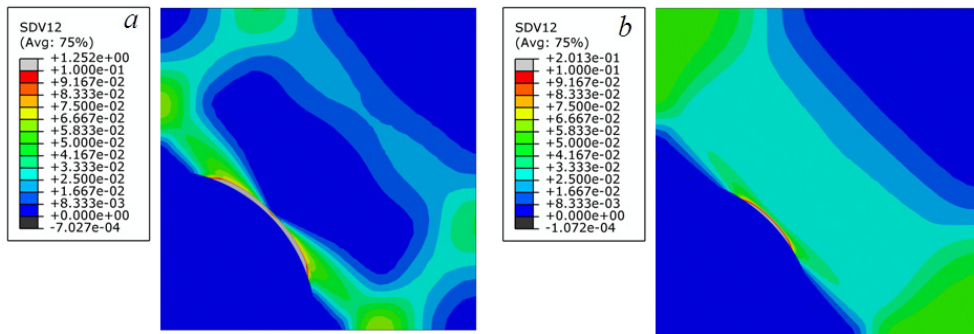 SDV12
(Avg: 75%)
+1.252e+00
+1.000e-01
+9.167e-02
+8.333e-02
+7.500e-02
+6.667e-02
+5.833e-02
+5.000e-02
+4.167e-02
+3.333e-02
+2.500e-02
+1.667e-02
+8.333e-03
+0.000e+00
-7.027e-04
a
SDV12
(Avg: 75%)
+2.013e-01
+1.000e-01
+9.167e-02
+8.333e-02
+7.500e-02
+6.667e-02
+5.833e-02
+5.000e-02
+4.167e-02
+3.333e-02
+2.500e-02
+1.667e-02
+8.333e-03
+0.000e+00
-1.072e-04
b